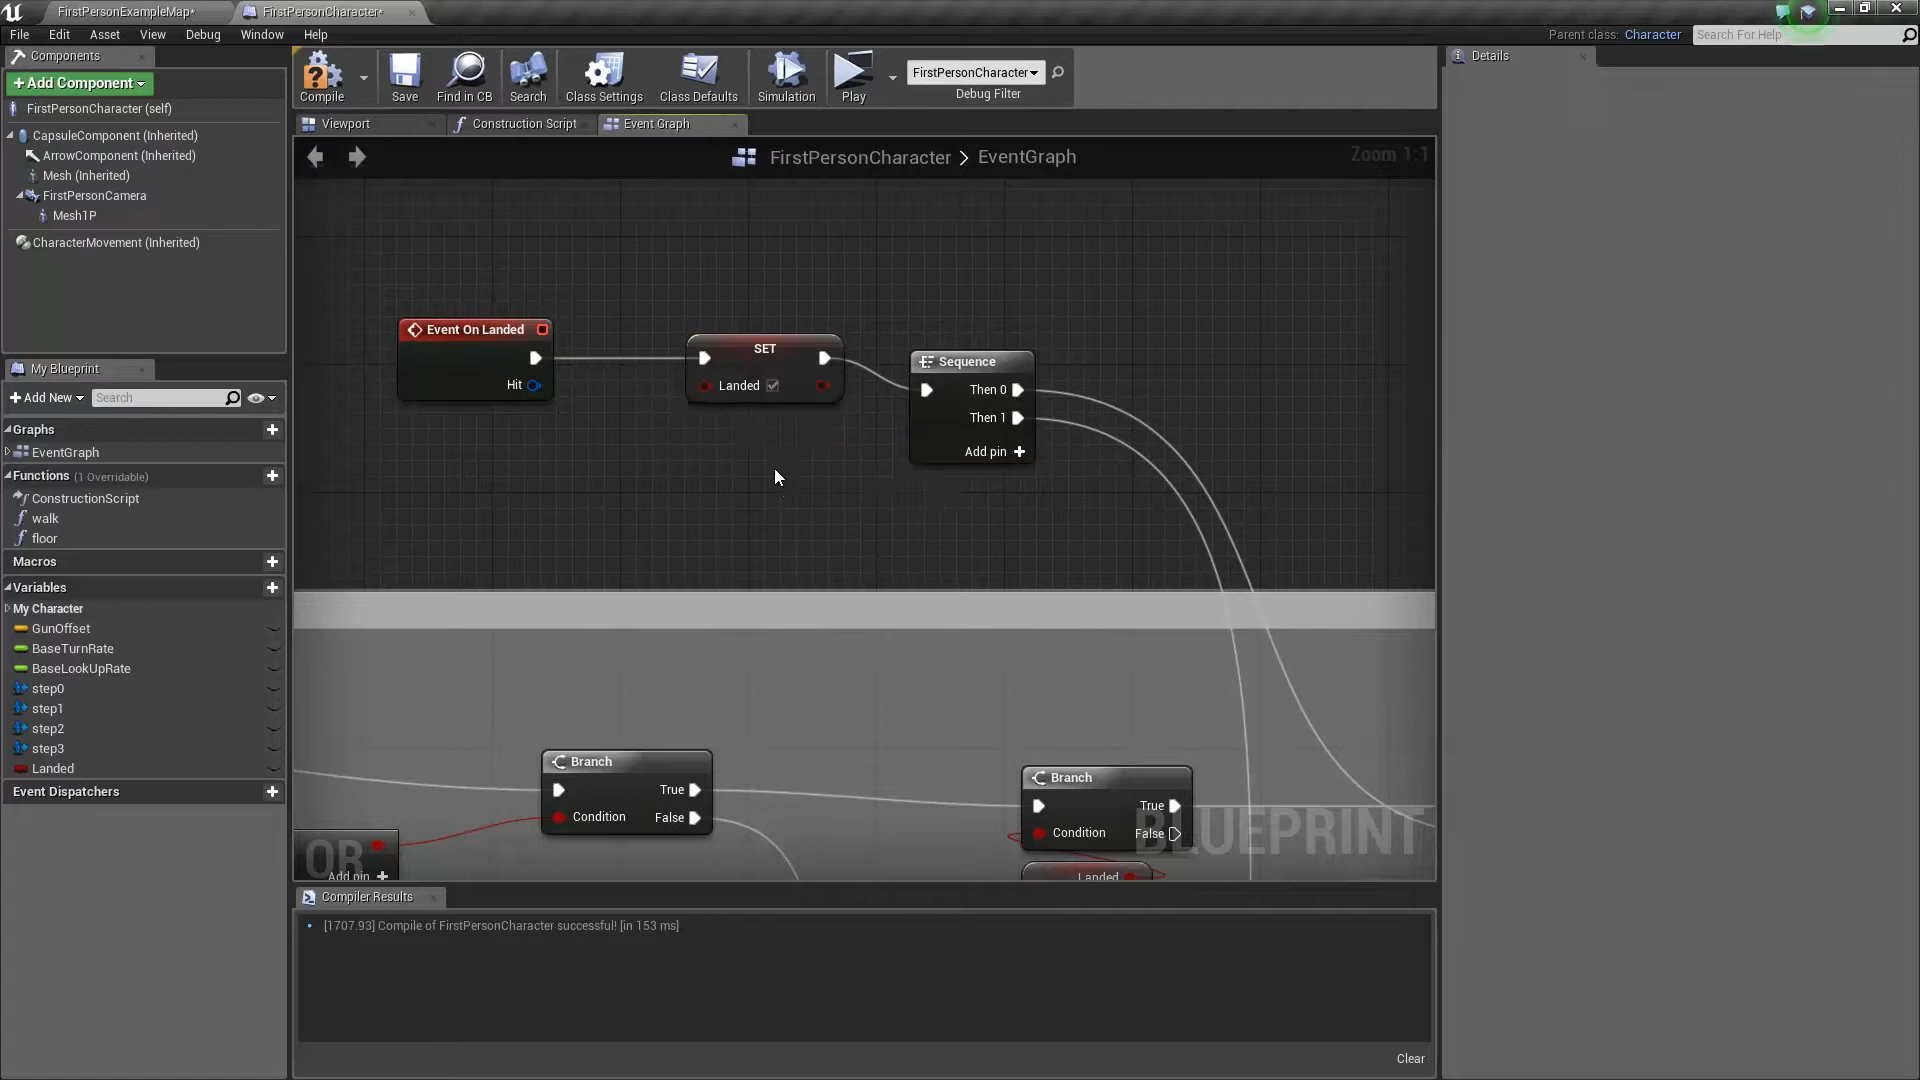 FirstPersonExampleMap*
FirstPersonCharacter*
File Edit Asset View Debug Window Help
Parent class: Character
Search For Help
Components
+Add Component
FirstPersonCharacter (self)
CapsuleComponent (Inherited)
ArrowComponent (Inherited)
Mesh (Inherited)
FirstPersonCamera
Mesh1P
CharacterMovement (Inherited)
Compile
Save
Find in CB
Search
Class Settings
Class Defaults
Simulation
Play
FirstPersonCharacter
Debug Filter
Details
Viewport
Construction Script
Event Graph
FirstPersonCharacter > EventGraph
Zoom 1:1
Event On Landed
Hit
SET
Landed
Sequence
Then 0
Then 1
Add pin +
My Blueprint
+Add New
Search
Graphs
EventGraph
Functions (1 Overridable)
ConstructionScript
walk
floor
Macros
Variables
My Character
GunOffset
BaseTurnRate
BaseLookUpRate
step0
step1
step2
step3
Landed
Event Dispatchers
Branch
True
Condition
False
Branch
True
Condition
False
Landed
OR
Add pin +
BLUEPRINT
Compiler Results
[1707.93] Compile of FirstPersonCharacter successful! [in 153 ms]
Clear